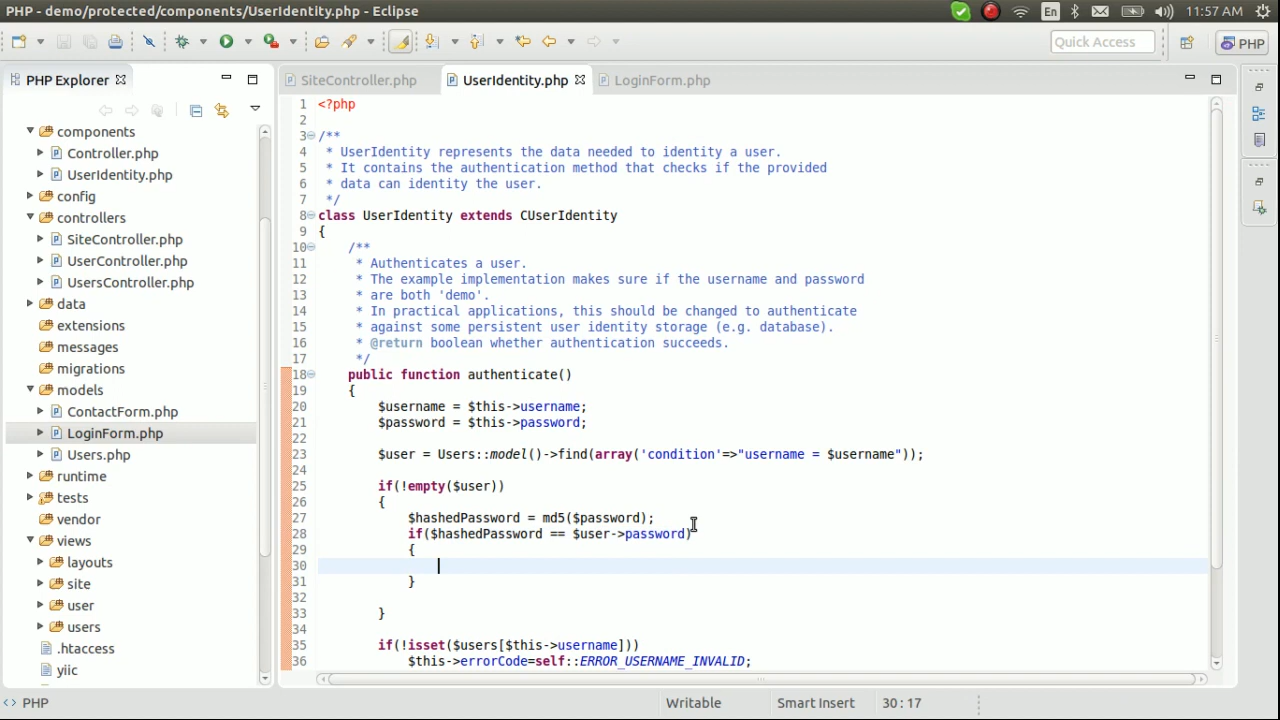 PHP - demo/protected/components/UserIdentity.php - Eclipse
En
11:57 AM
Quick Access
PHP
PHP Explorer
components
Controller.php
UserIdentity.php
config
controllers
SiteController.php
UserController.php
UsersController.php
data
extensions
messages
migrations
models
ContactForm.php
LoginForm.php
Users.php
runtime
tests
vendor
views
layouts
site
user
users
.htaccess
yiic
SiteController.php
UserIdentity.php
LoginForm.php
1 <?php
2
3 /**
4 * UserIdentity represents the data needed to identity a user.
5 * It contains the authentication method that checks if the provided
6 * data can identity the user.
7 */
8 class UserIdentity extends CUserIdentity
9 {
10 /**
11 * Authenticates a user.
12 * The example implementation makes sure if the username and password
13 * are both 'demo'.
14 * In practical applications, this should be changed to authenticate
15 * against some persistent user identity storage (e.g. database).
16 * @return boolean whether authentication succeeds.
17 */
18 public function authenticate()
19 {
20 $username = $this->username;
21 $password = $this->password;
22
23 $user = Users::model()->find(array('condition'=>"username = $username"));
24
25 if(!empty($user))
26 {
27 $hashedPassword = md5($password);
28 if($hashedPassword == $user->password)
29 {
30
31 }
32
33 }
34
35 if(!isset($users[$this->username]))
36 $this->errorCode=self::ERROR_USERNAME_INVALID;
PHP
Writable
Smart Insert
30 : 17